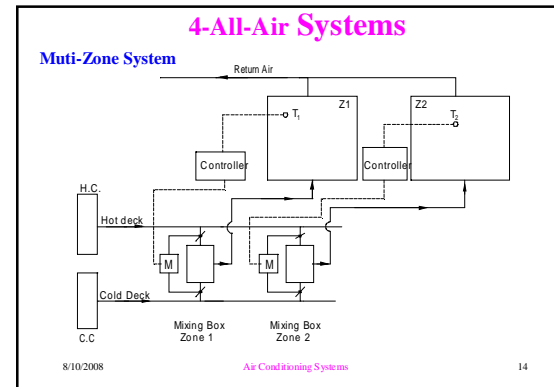 4-All-Air Systems
Muti-Zone System
Return Air
Z1
Z2
T1
T2
Controller
Controller
H.C.
Hot deck
M
M
Cold Deck
C.C
Mixing Box
Zone 1
Mixing Box
Zone 2
8/10/2008
Air Conditioning Systems
14